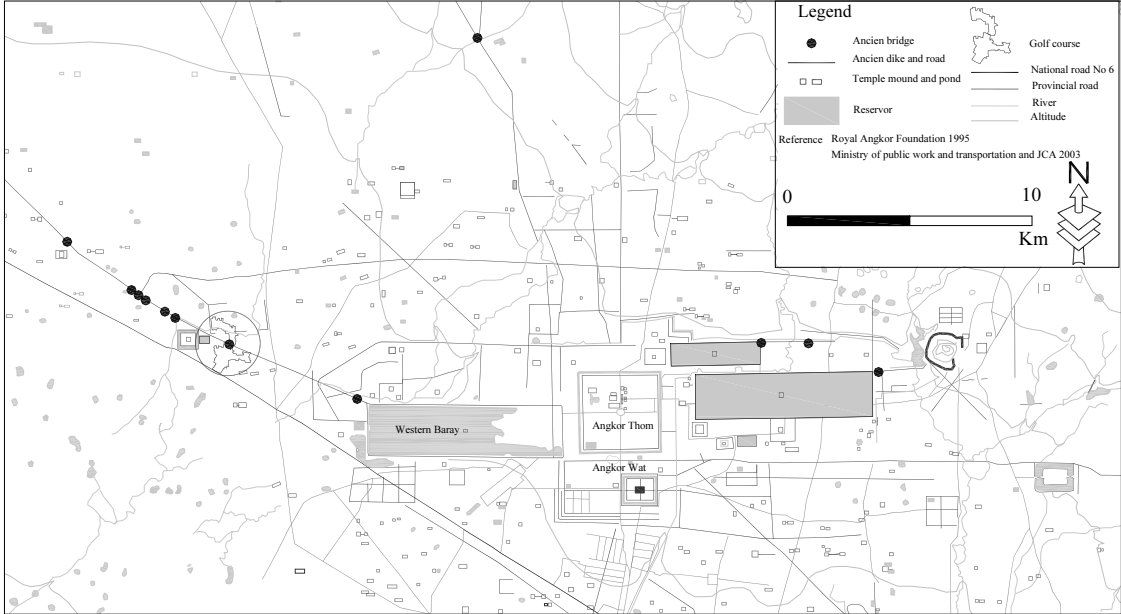 Legend
Ancien bridge
Ancien dike and road
Temple mound and pond
Reservor
Golf course
National road No 6
Provincial road
River
Altitude
Reference Royal Angkor Foundation 1995
Ministry of public work and transportation and JCA 2003
N
0 10
Km
Western Baray
Angkor Thom
Angkor Wat